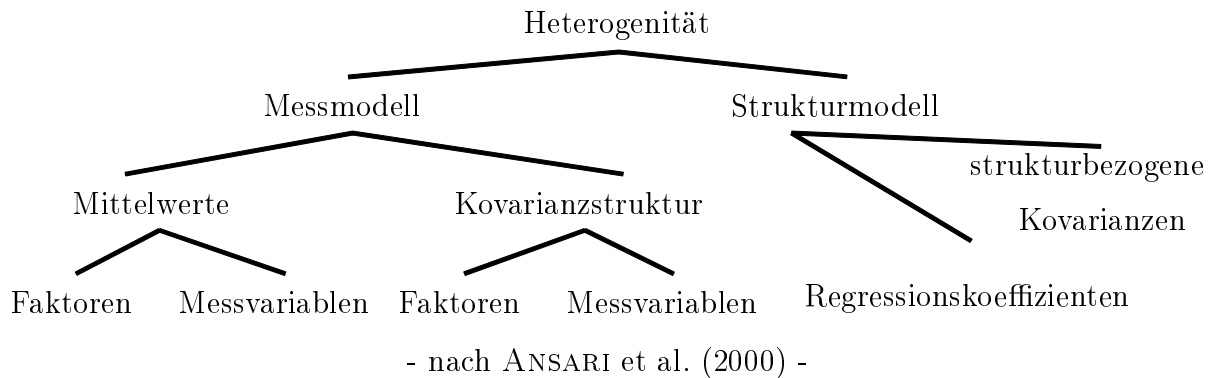 Heterogenität
Messmodell Strukturmodell
strukturbezogene
Mittelwerte Kovarianzstruktur
Kovarianzen
Faktoren Messvariablen Faktoren Messvariablen Regressionskoeffizienten
- nach ANSARI et al. (2000) -